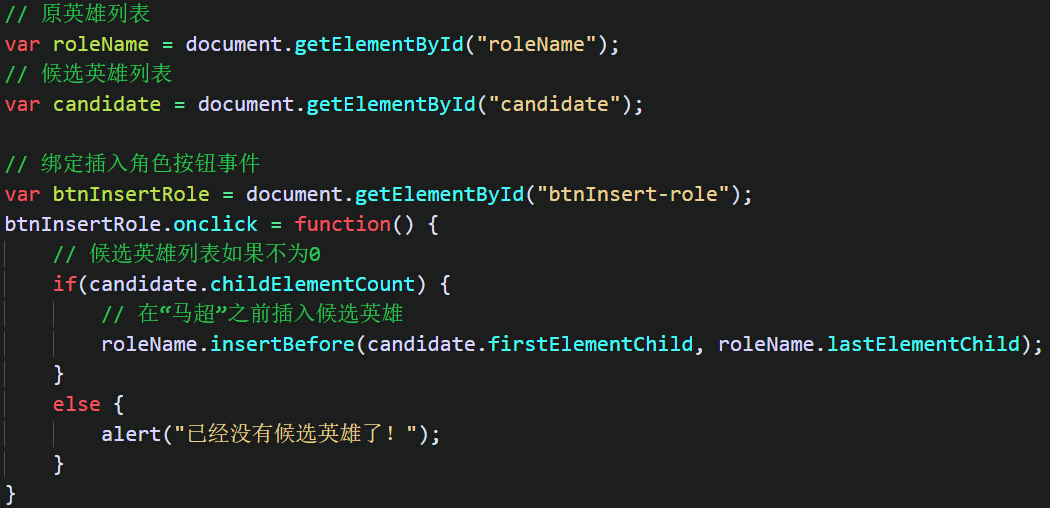 // 原英雄列表
var roleName = document.getElementById("roleName");
// 候选英雄列表
var candidate = document.getElementById("candidate");
// 绑定插入角色按钮事件
var btnInsertRole = document.getElementById("btnInsert-role");
btnInsertRole.onclick = function() {
// 候选英雄列表如果不为0
if(candidate.childElementCount) {
// 在“马超”之前插入候选英雄
roleName.insertBefore(candidate.firstElementChild, roleName.lastElementChild);
}
else {
alert("已经没有候选英雄了！");
}
}